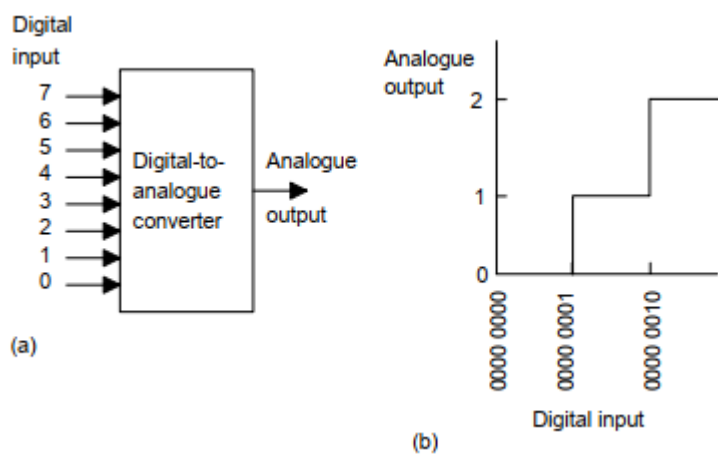 Digital
input
7
6
5
4
3
2
1
0
Digital-to-
analogue
converter
Analogue
output
(a)
Analogue
output
2
1
0
0000 0000
0000 0001
0000 0010
Digital input
(b)